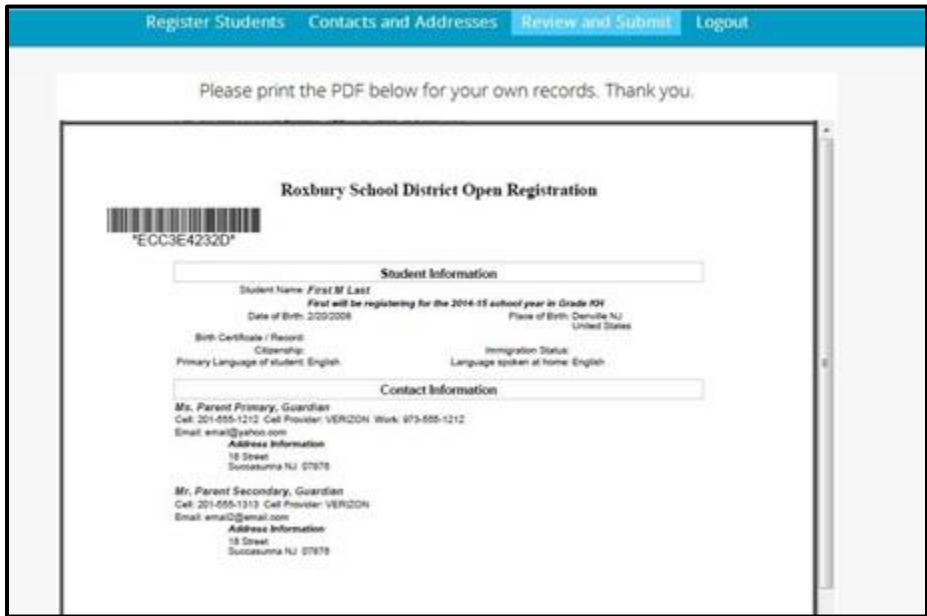 Register Students Contacts and Addresses Review and Submit Logout
Please print the PDF below for your own records. Thank you.
Roxbury School District Open Registration
*ECC3E4232D*
Student Information
Student Name: First M Last
First will be registering for the 2014-15 school year in Grade KH
Date of Birth: 2/20/2008 Place of Birth: Denville NJ
United States
Birth Certificate / Record:
Citizenship: Immigration Status:
Primary Language of student: English Language spoken at home: English
Contact Information
Ms. Parent Primary, Guardian
Cell: 201-555-1212 Cell Provider: VERIZON Work: 973-555-1212
Email: email@yahoo.com
Address Information
18 Street
Succasunna NJ 07876
Mr. Parent Secondary, Guardian
Cell: 201-555-1313 Cell Provider: VERIZON
Email: email2@email.com
Address Information
18 Street
Succasunna NJ 07876